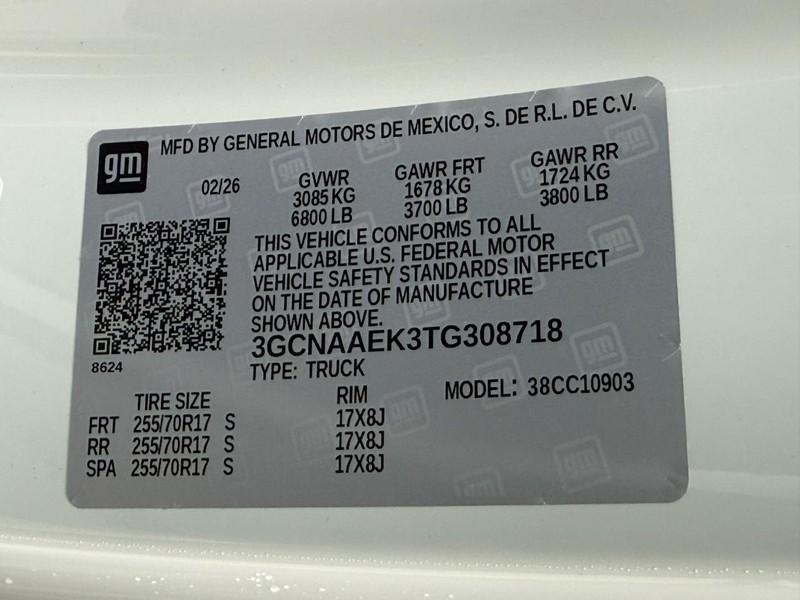 gm MFD BY GENERAL MOTORS DE MEXICO, S. DE R.L. DE C.V.
02/26 GVWR GAWR FRT GAWR RR
3085 KG 1678 KG 1724 KG
6800 LB 3700 LB 3800 LB
THIS VEHICLE CONFORMS TO ALL
APPLICABLE U.S. FEDERAL MOTOR
VEHICLE SAFETY STANDARDS IN EFFECT
ON THE DATE OF MANUFACTURE
SHOWN ABOVE.
3GCNAAEK3TG308718
8624
TYPE: TRUCK
MODEL: 38CC10903
TIRE SIZE RIM
FRT 255/70R17 S 17X8J
RR 255/70R17 S 17X8J
SPA 255/70R17 S 17X8J